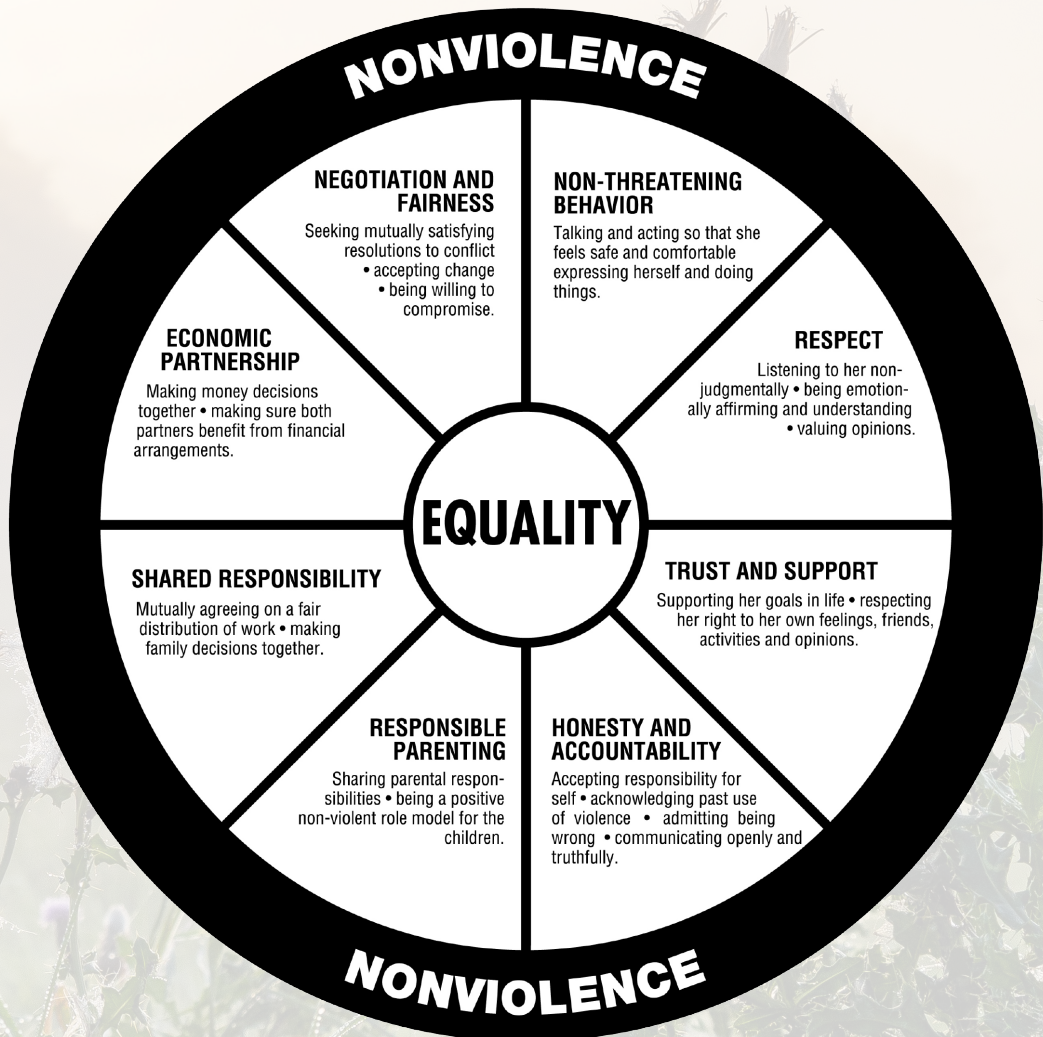 NONVIOLENCE
NEGOTIATION AND
FAIRNESS
Seeking mutually satisfying
resolutions to conflict
• accepting change
• being willing to
compromise.
NON-THREATENING
BEHAVIOR
Talking and acting so that she
feels safe and comfortable
expressing herself and doing
things.
ECONOMIC
PARTNERSHIP
Making money decisions
together • making sure both
partners benefit from financial
arrangements.
RESPECT
Listening to her non-
judgmentally • being emotion-
ally affirming and understanding
• valuing opinions.
EQUALITY
SHARED RESPONSIBILITY
Mutually agreeing on a fair
distribution of work • making
family decisions together.
TRUST AND SUPPORT
Supporting her goals in life • respecting
her right to her own feelings, friends,
activities and opinions.
RESPONSIBLE
PARENTING
Sharing parental respon-
sibilities • being a positive
non-violent role model for the
children.
HONESTY AND
ACCOUNTABILITY
Accepting responsibility for
self • acknowledging past use
of violence • admitting being
wrong • communicating openly and
truthfully.
NONVIOLENCE